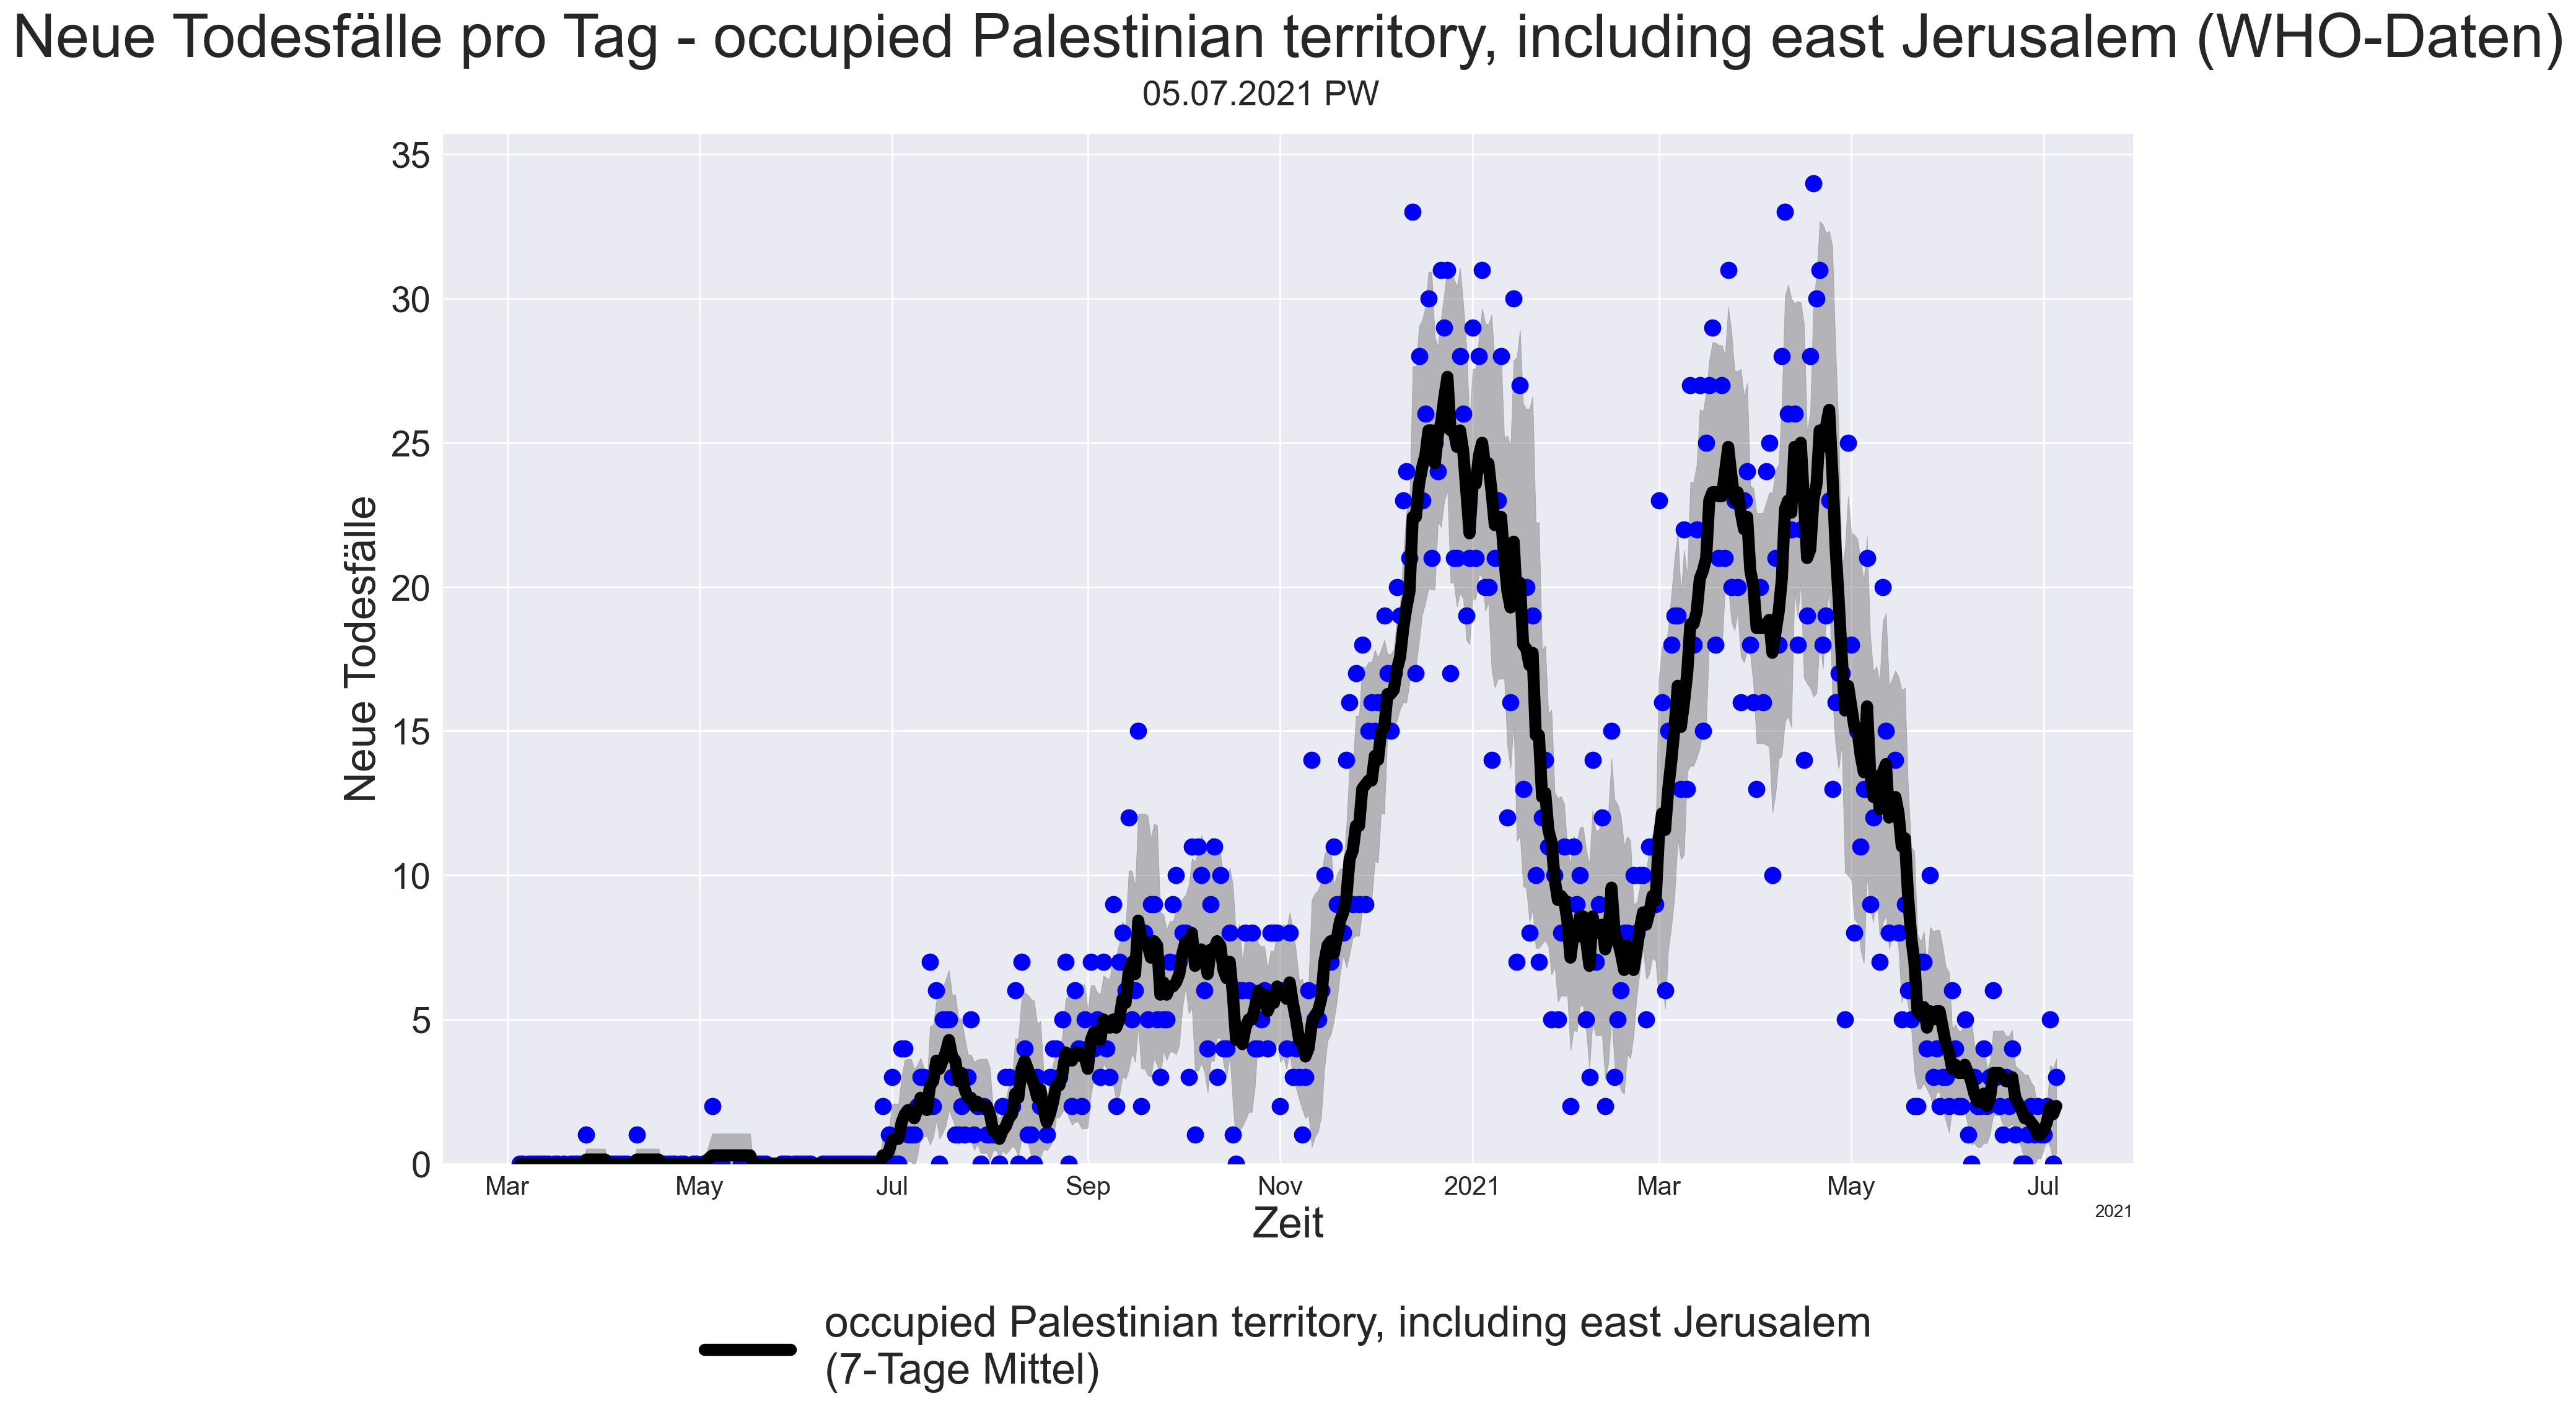 Neue Todesfälle pro Tag - occupied Palestinian territory, including east Jerusalem (WHO-Daten)
05.07.2021 PW
35
30
25
20
15
10
5
0
Neue Todesfälle
Mar May Jul Sep Nov 2021 Mar May Jul
2021
Zeit
occupied Palestinian territory, including east Jerusalem
(7-Tage Mittel)